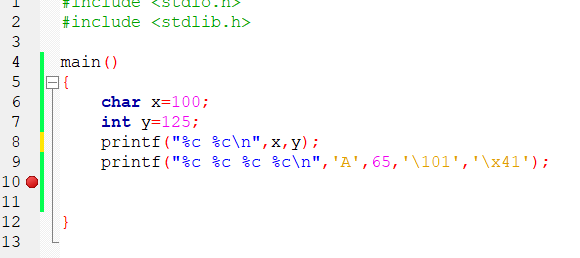 1 #include <stdio.h>
2 #include <stdlib.h>
3
4 main()
5 {
6 char x=100;
7 int y=125;
8 printf("%c %c\n",x,y);
9 printf("%c %c %c %c\n",'A',65,'\101','\x41');
10
11
12 }
13